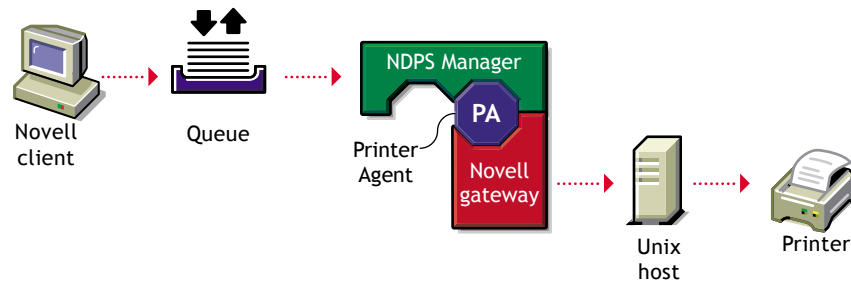 Novell
client
Queue
NDPS Manager
PA
Printer
Agent
Novell
gateway
Unix
host
Printer